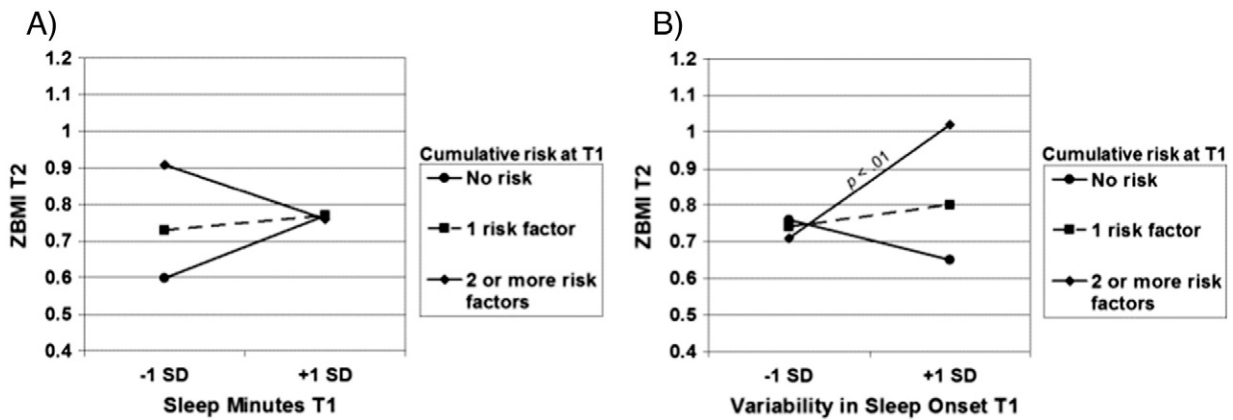 A)
1.2
1.1
1
0.9
0.8
0.7
0.6
0.5
0.4
ZBMI T2
-1 SD
+1 SD
Sleep Minutes T1
Cumulative risk at T1
No risk
1 risk factor
2 or more risk
factors
B)
1.2
1.1
1
0.9
0.8
0.7
0.6
0.5
0.4
ZBMI T2
p < .01
-1 SD
+1 SD
Variability in Sleep Onset T1
Cumulative risk at T1
No risk
1 risk factor
2 or more risk
factors